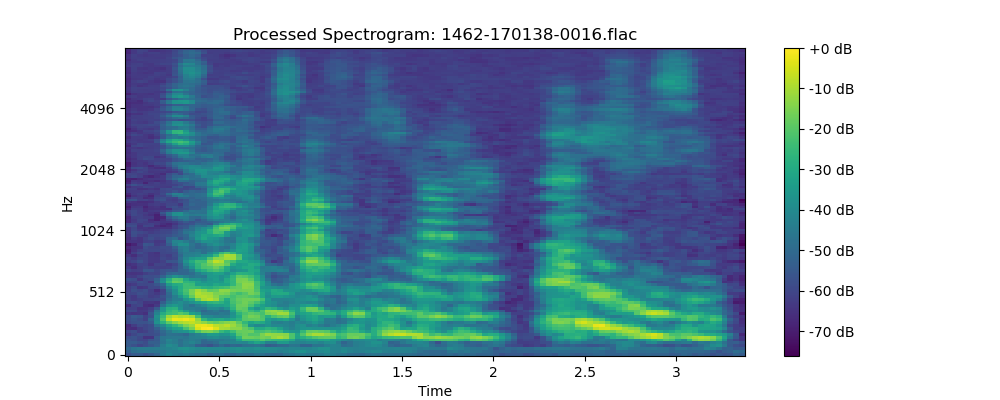 Processed Spectrogram: 1462-170138-0016.flac
Hz
4096
2048
1024
512
0
0
0.5
1
1.5
2
2.5
3
Time
+0 dB
-10 dB
-20 dB
-30 dB
-40 dB
-50 dB
-60 dB
-70 dB